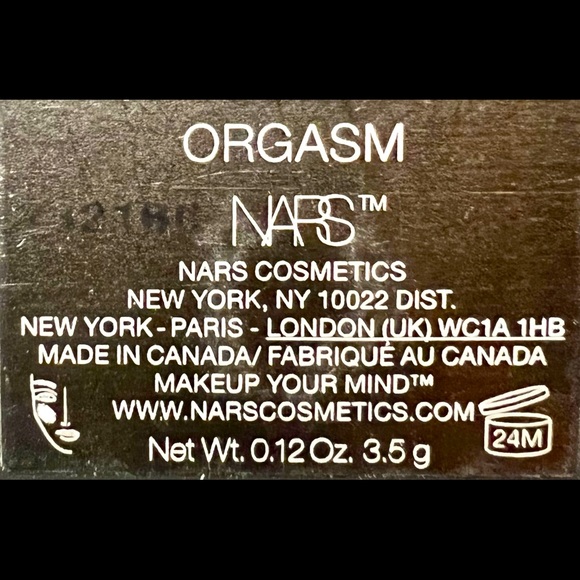 ORGASM
NARS™
NARS COSMETICS
NEW YORK, NY 10022 DIST.
NEW YORK - PARIS - LONDON (UK) WC1A 1HB
MADE IN CANADA/ FABRIQUÉ AU CANADA
MAKEUP YOUR MIND™
WWW.NARSCOSMETICS.COM
24M
Net Wt. 0.12 Oz. 3.5 g